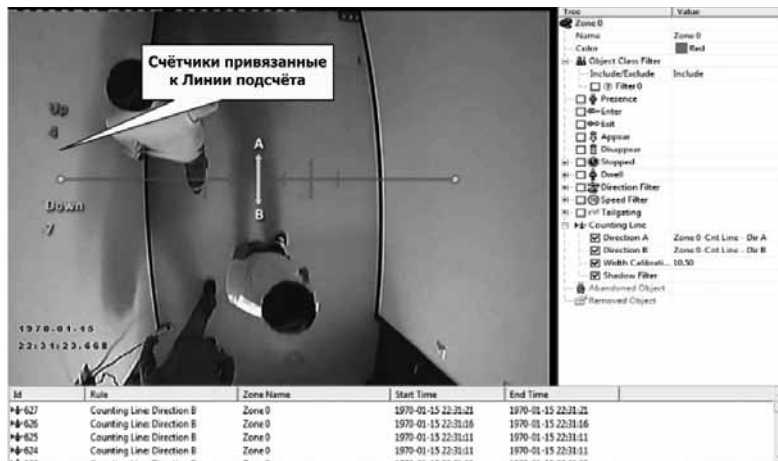 Tree Value
Zone 0
Name Zone 0
Color Red
Object Class Filter
Include/Exclude Include
Filter 0
Presence
Enter
Exit
Appear
Disappear
Stopped
Dwell
Direction Filter
Speed Filter
Tailgating
Counting Line
Direction A Zone 0-Cnt Line - Dir A
Direction B Zone 0-Cnt Line - Dir B
Width Calibrati... 10.50
Shadow Filter
Abandoned Object
Removed Object
Счётчики привязанные
к Линии подсчёта
Up
4
A
B
Down
7
1970-01-15
22:31:23.668
Id Rule Zone Name Start Time End Time
627 Counting Line: Direction B Zone 0 1970-01-15 22:31:21 1970-01-15 22:31:21
626 Counting Line: Direction B Zone 0 1970-01-15 22:31:16 1970-01-15 22:31:16
625 Counting Line: Direction B Zone 0 1970-01-15 22:31:11 1970-01-15 22:31:11
624 Counting Line: Direction B Zone 0 1970-01-15 22:31:11 1970-01-15 22:31:11